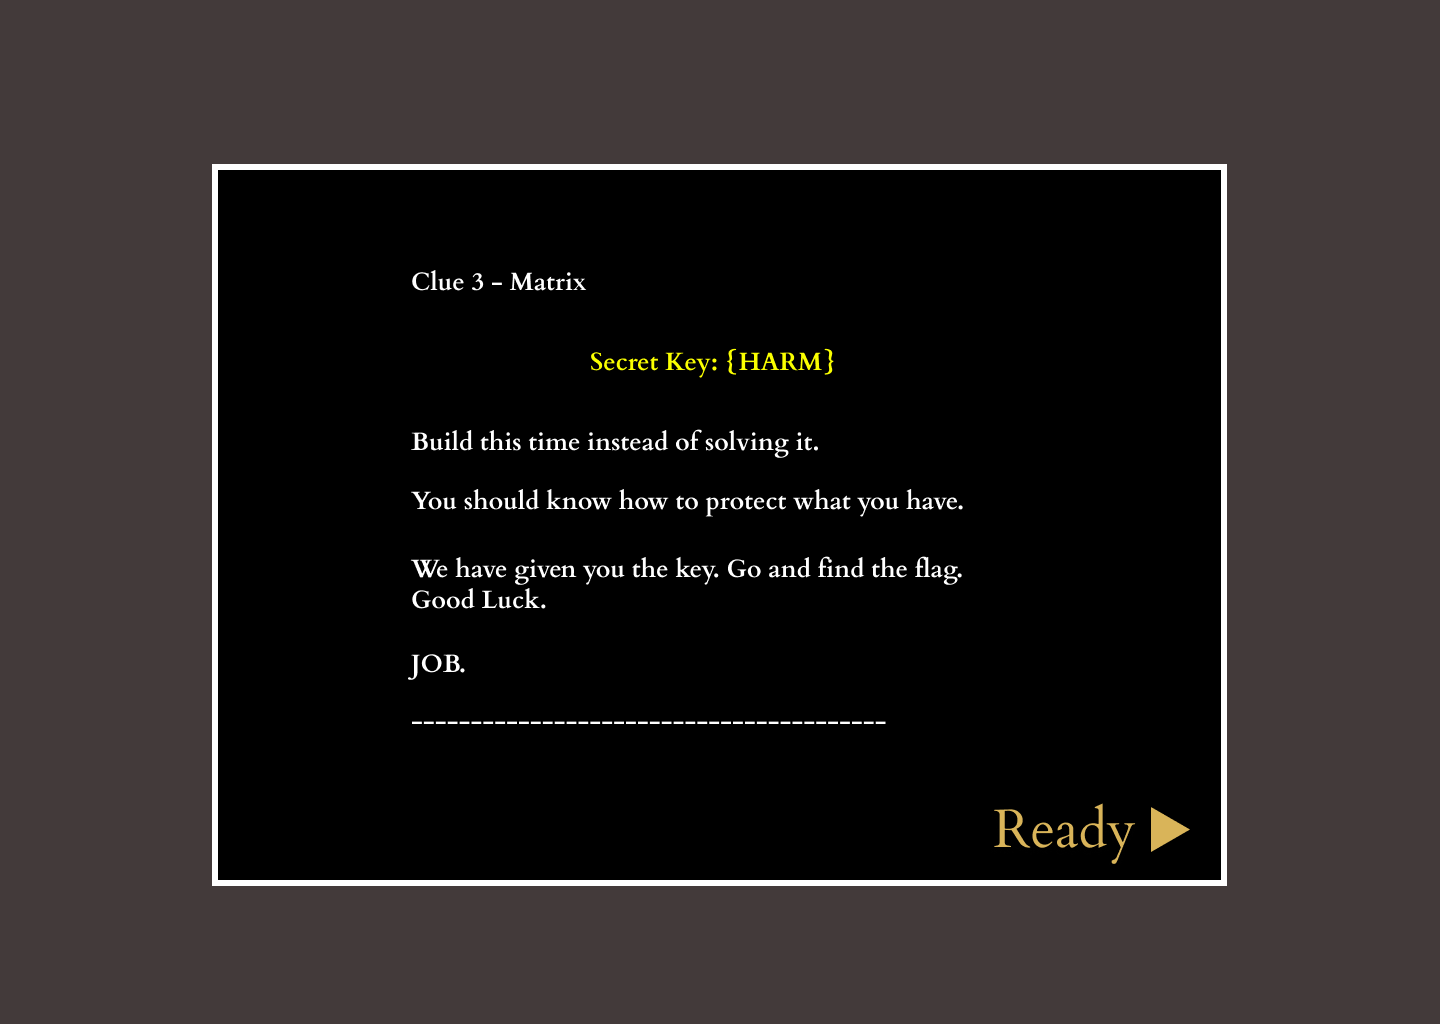 Clue 3 - Matrix
Secret Key: {HARM}
Build this time instead of solving it.
You should know how to protect what you have.
We have given you the key. Go and find the flag.
Good Luck.
JOB.
----------------------------------------
Ready